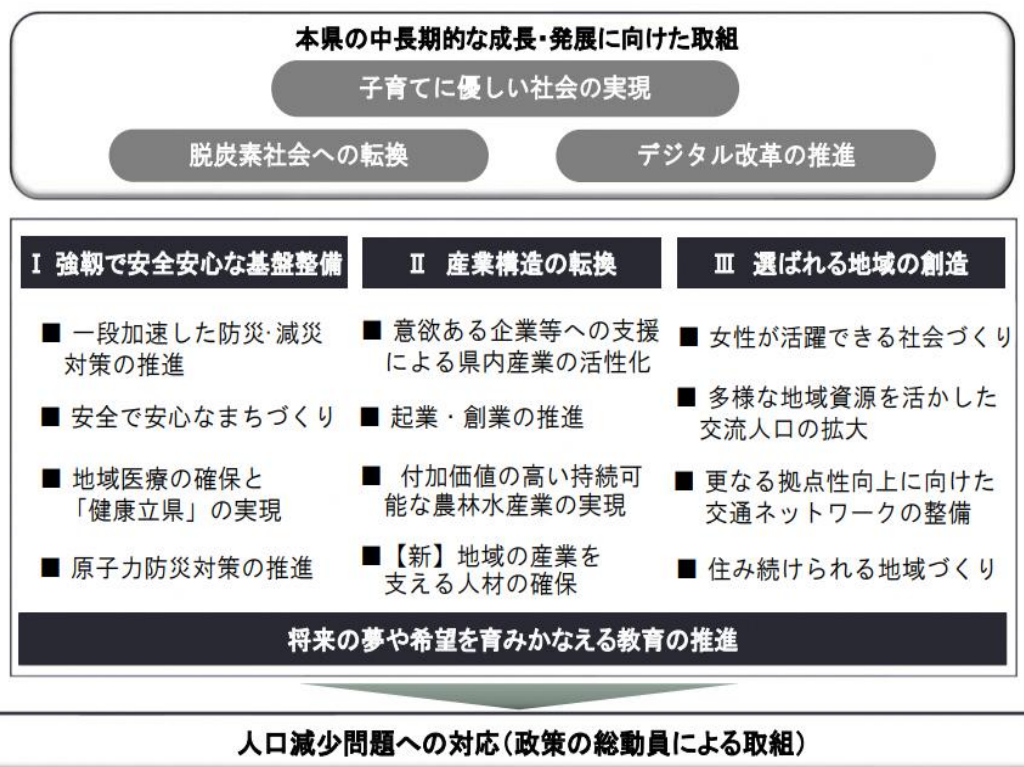 本県の中長期的な成長・発展に向けた取組
子育てに優しい社会の実現
脱炭素社会への転換
デジタル改革の推進
Ⅰ 強靱で安全安心な基盤整備
■ 一段加速した防災・減災
対策の推進
■ 安全で安心なまちづくり
■ 地域医療の確保と
「健康立県」の実現
■ 原子力防災対策の推進
Ⅱ 産業構造の転換
■ 意欲ある企業等への支援
による県内産業の活性化
■ 起業・創業の推進
■ 付加価値の高い持続可
能な農林水産業の実現
■【新】地域の産業を
支える人材の確保
Ⅲ 選ばれる地域の創造
■ 女性が活躍できる社会づくり
■ 多様な地域資源を活かした
交流人口の拡大
■ 更なる拠点性向上に向けた
交通ネットワークの整備
■ 住み続けられる地域づくり
将来の夢や希望を育みかなえる教育の推進
人口減少問題への対応（政策の総動員による取組）